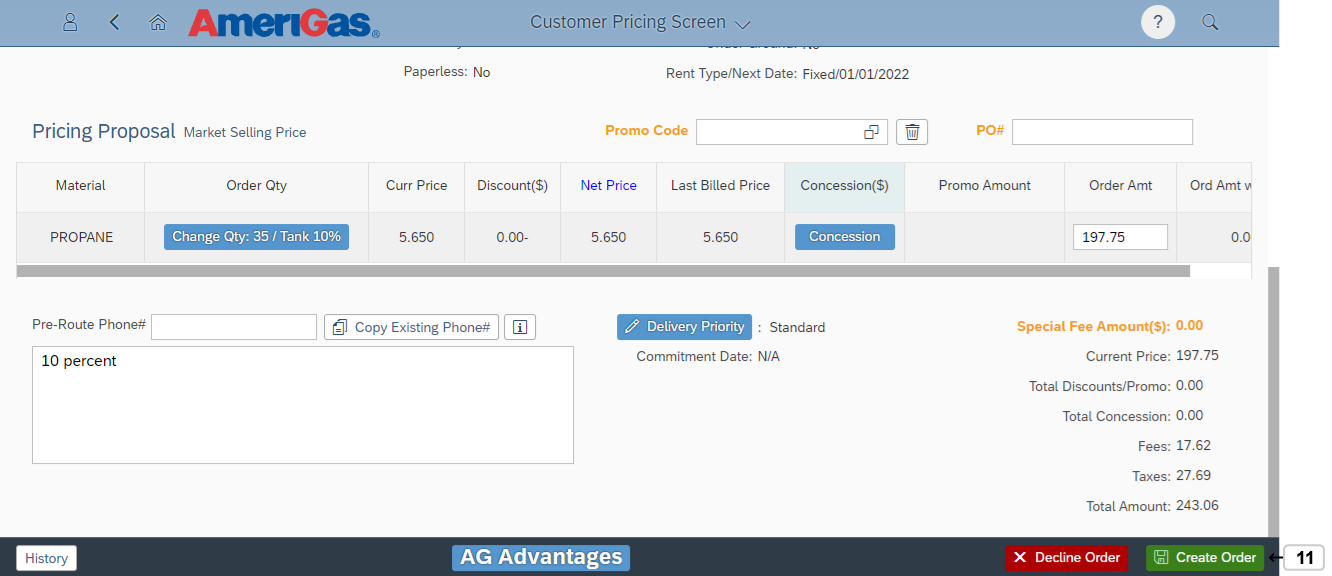 AmeriGas®
Customer Pricing Screen
?
Paperless: No
Rent Type/Next Date: Fixed/01/01/2022
Pricing Proposal Market Selling Price
Promo Code
PO#
Material Order Qty Curr Price Discount($) Net Price Last Billed Price Concession($) Promo Amount Order Amt Ord Amt
PROPANE Change Qty: 35 / Tank 10% 5.650 0.00- 5.650 5.650 Concession 197.75 0.0
Pre-Route Phone# Copy Existing Phone#
10 percent
Delivery Priority : Standard
Commitment Date: N/A
Special Fee Amount($): 0.00
Current Price: 197.75
Total Discounts/Promo: 0.00
Total Concession: 0.00
Fees: 17.62
Taxes: 27.69
Total Amount: 243.06
History AG Advantages Decline Order Create Order 11